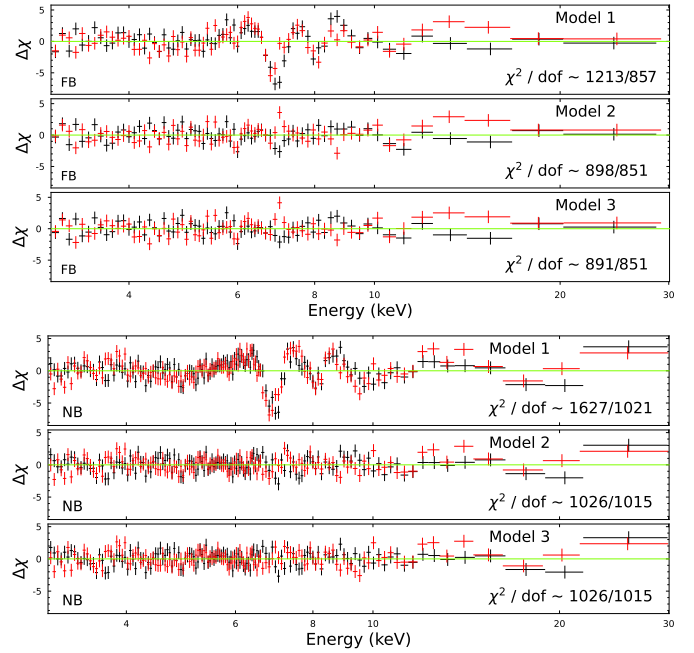 5
0
-5
Δχ
Model 1
FB
χ² / dof ~ 1213/857
5
0
-5
Δχ
Model 2
FB
χ² / dof ~ 898/851
5
0
-5
Δχ
Model 3
FB
χ² / dof ~ 891/851
4 6 8 10 20 30
Energy (keV)
5
0
-5
Δχ
Model 1
NB
χ² / dof ~ 1627/1021
5
0
-5
Δχ
Model 2
NB
χ² / dof ~ 1026/1015
5
0
-5
Δχ
Model 3
NB
χ² / dof ~ 1026/1015
4 6 8 10 20 30
Energy (keV)